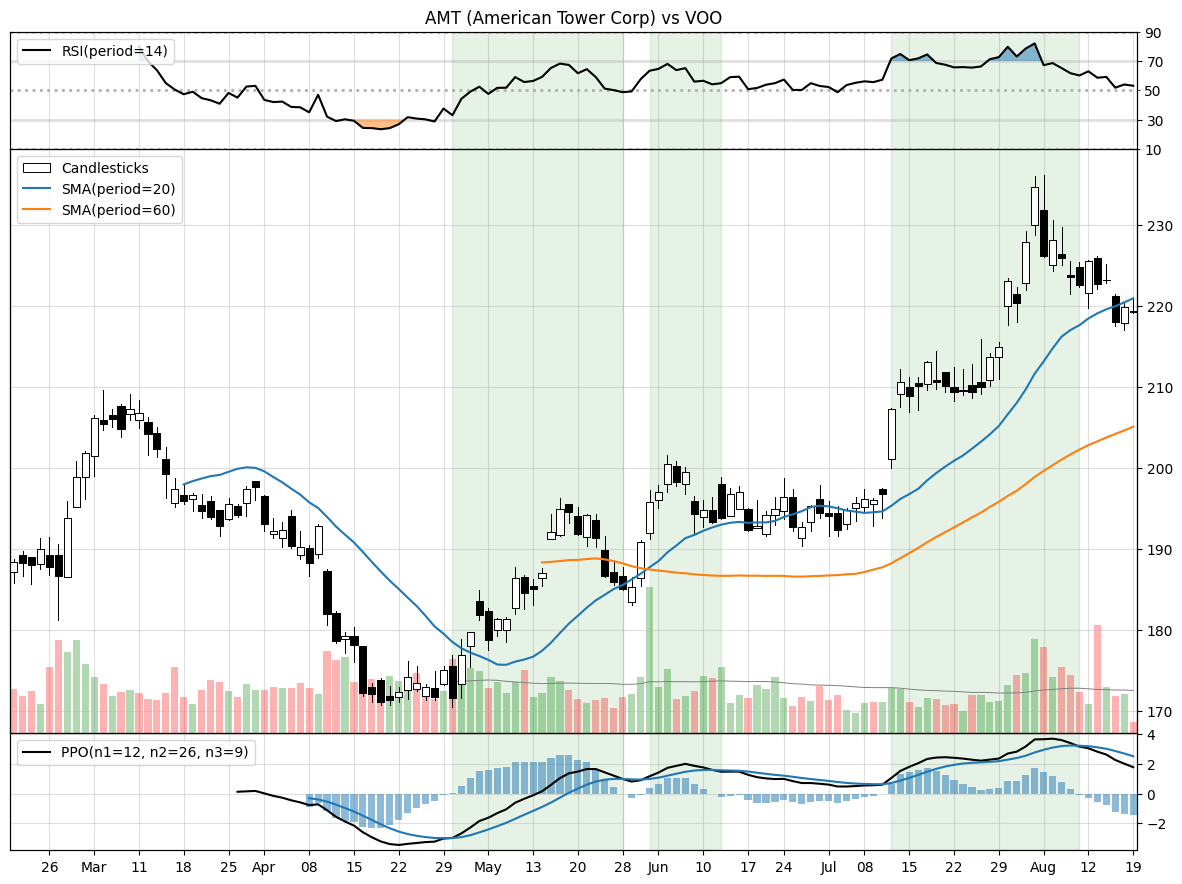 AMT (American Tower Corp) vs VOO
RSI(period=14)
90
70
50
30
10
Candlesticks
SMA(period=20)
SMA(period=60)
230
220
210
200
190
180
170
PPO(n1=12, n2=26, n3=9)
4
2
0
−2
26 Mar 11 18 25 Apr 08 15 22 29 May 13 20 28 Jun 10 17 24 Jul 08 15 22 29 Aug 12 19